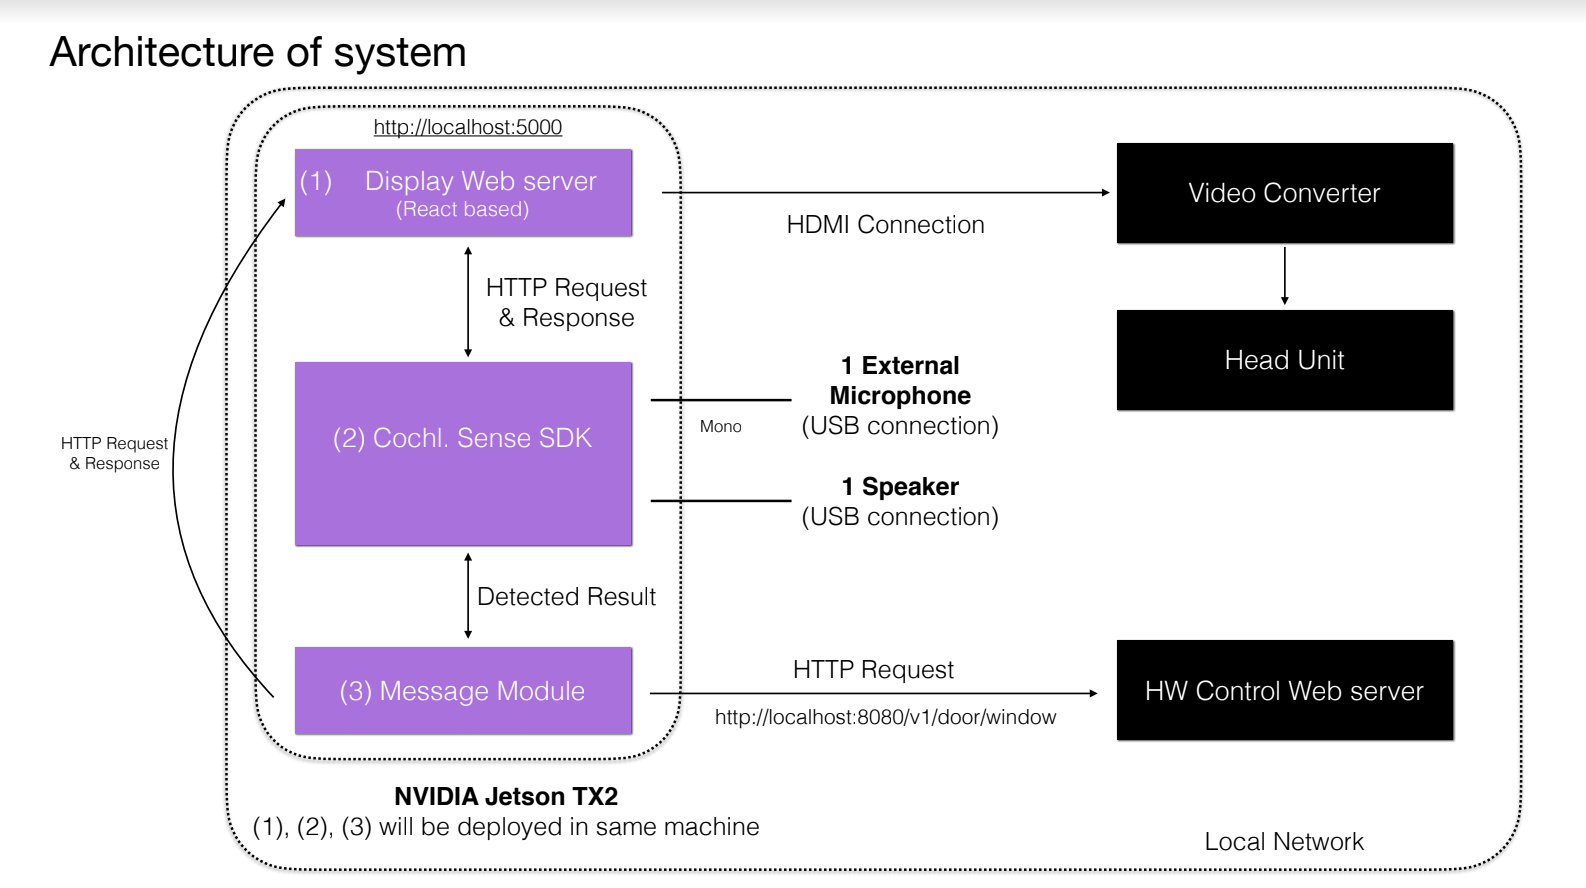 Architecture of system
http://localhost:5000
(1) Display Web server
(React based)
HDMI Connection
Video Converter
HTTP Request
& Response
Head Unit
1 External
Microphone
(USB connection)
Mono
(2) Cochl. Sense SDK
HTTP Request
& Response
1 Speaker
(USB connection)
Detected Result
(3) Message Module
HTTP Request
http://localhost:8080/v1/door/window
HW Control Web server
NVIDIA Jetson TX2
(1), (2), (3) will be deployed in same machine
Local Network